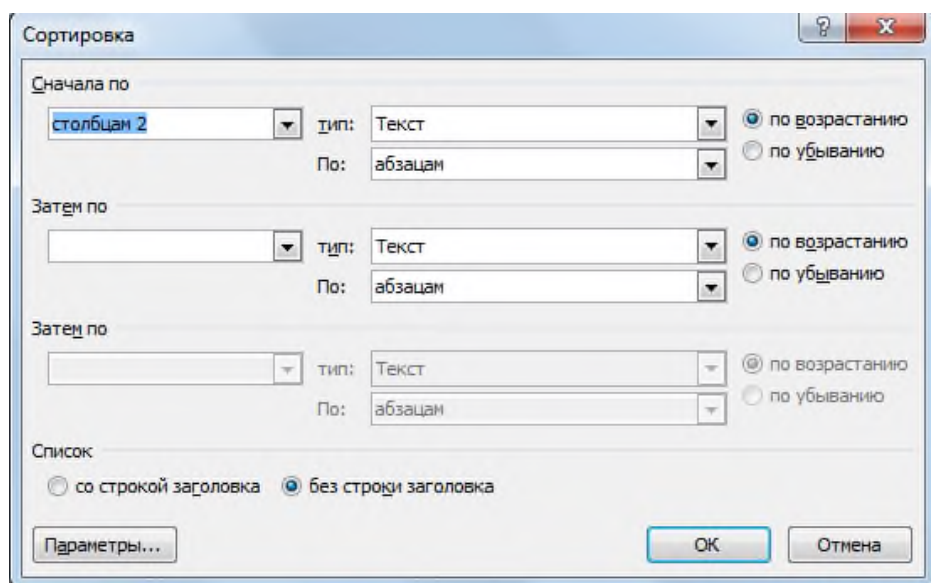 Сортировка
Сначала по
столбцам 2 тип: Текст по возрастанию
По: абзацам по убыванию
Затем по
тип: Текст по возрастанию
По: абзацам по убыванию
Затем по
тип: Текст по возрастанию
По: абзацам по убыванию
Список
со строкой заголовка без строки заголовка
Параметры... ОК Отмена